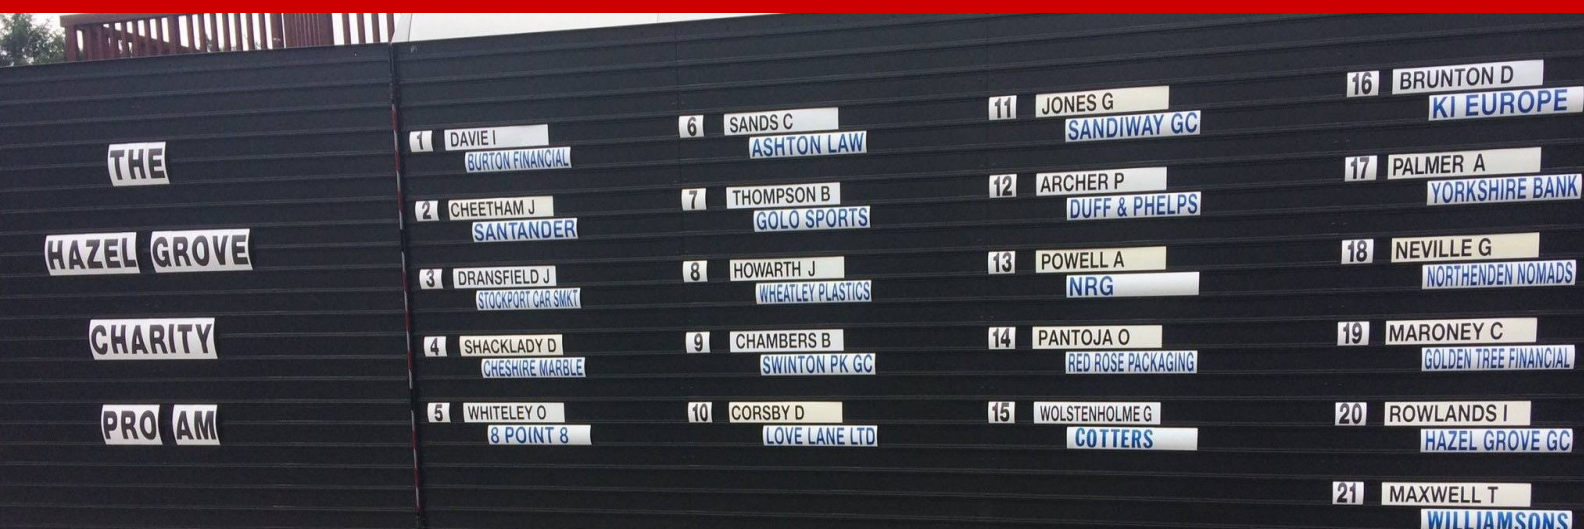 THE
HAZEL GROVE
CHARITY
PRO AM
1 DAVIE I
BURTON FINANCIAL
2 CHEETHAM J
SANTANDER
3 DRANSFIELD J
STOCKPORT CAR SMKT
4 SHACKLADY D
CHESHIRE MARBLE
5 WHITELEY O
8 POINT 8
6 SANDS C
ASHTON LAW
7 THOMPSON B
GOLO SPORTS
8 HOWARTH J
WHEATLEY PLASTICS
9 CHAMBERS B
SWINTON PK GC
10 CORSBY D
LOVE LANE LTD
11 JONES G
SANDIWAY GC
12 ARCHER P
DUFF & PHELPS
13 POWELL A
NRG
14 PANTOJA O
RED ROSE PACKAGING
15 WOLSTENHOLME G
COTTERS
16 BRUNTON D
KI EUROPE
17 PALMER A
YORKSHIRE BANK
18 NEVILLE G
NORTHENDEN NOMADS
19 MARONEY C
GOLDEN TREE FINANCIAL
20 ROWLANDS I
HAZEL GROVE GC
21 MAXWELL T
WILLIAMSONS